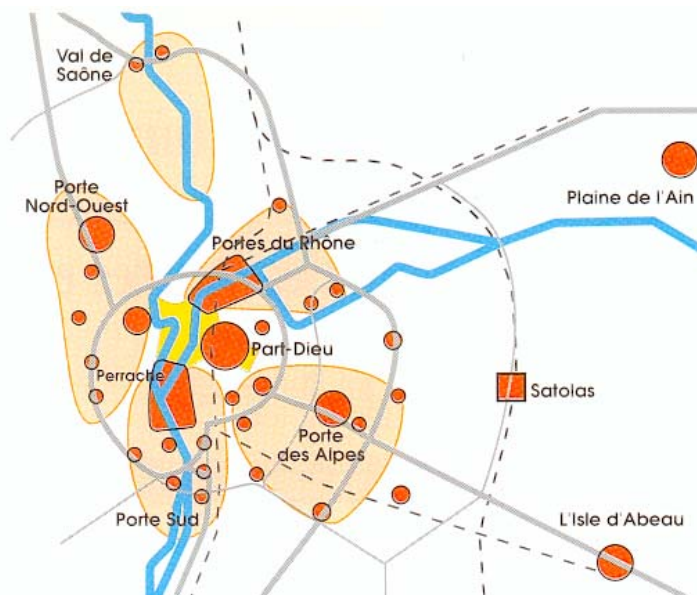 Val de
Saône
Porte
Nord-Ouest
Plaine de l'Ain
Portes du Rhône
Part-Dieu
Perrache
Satolas
Porte
des Alpes
Porte Sud
L'Isle d'Abeau